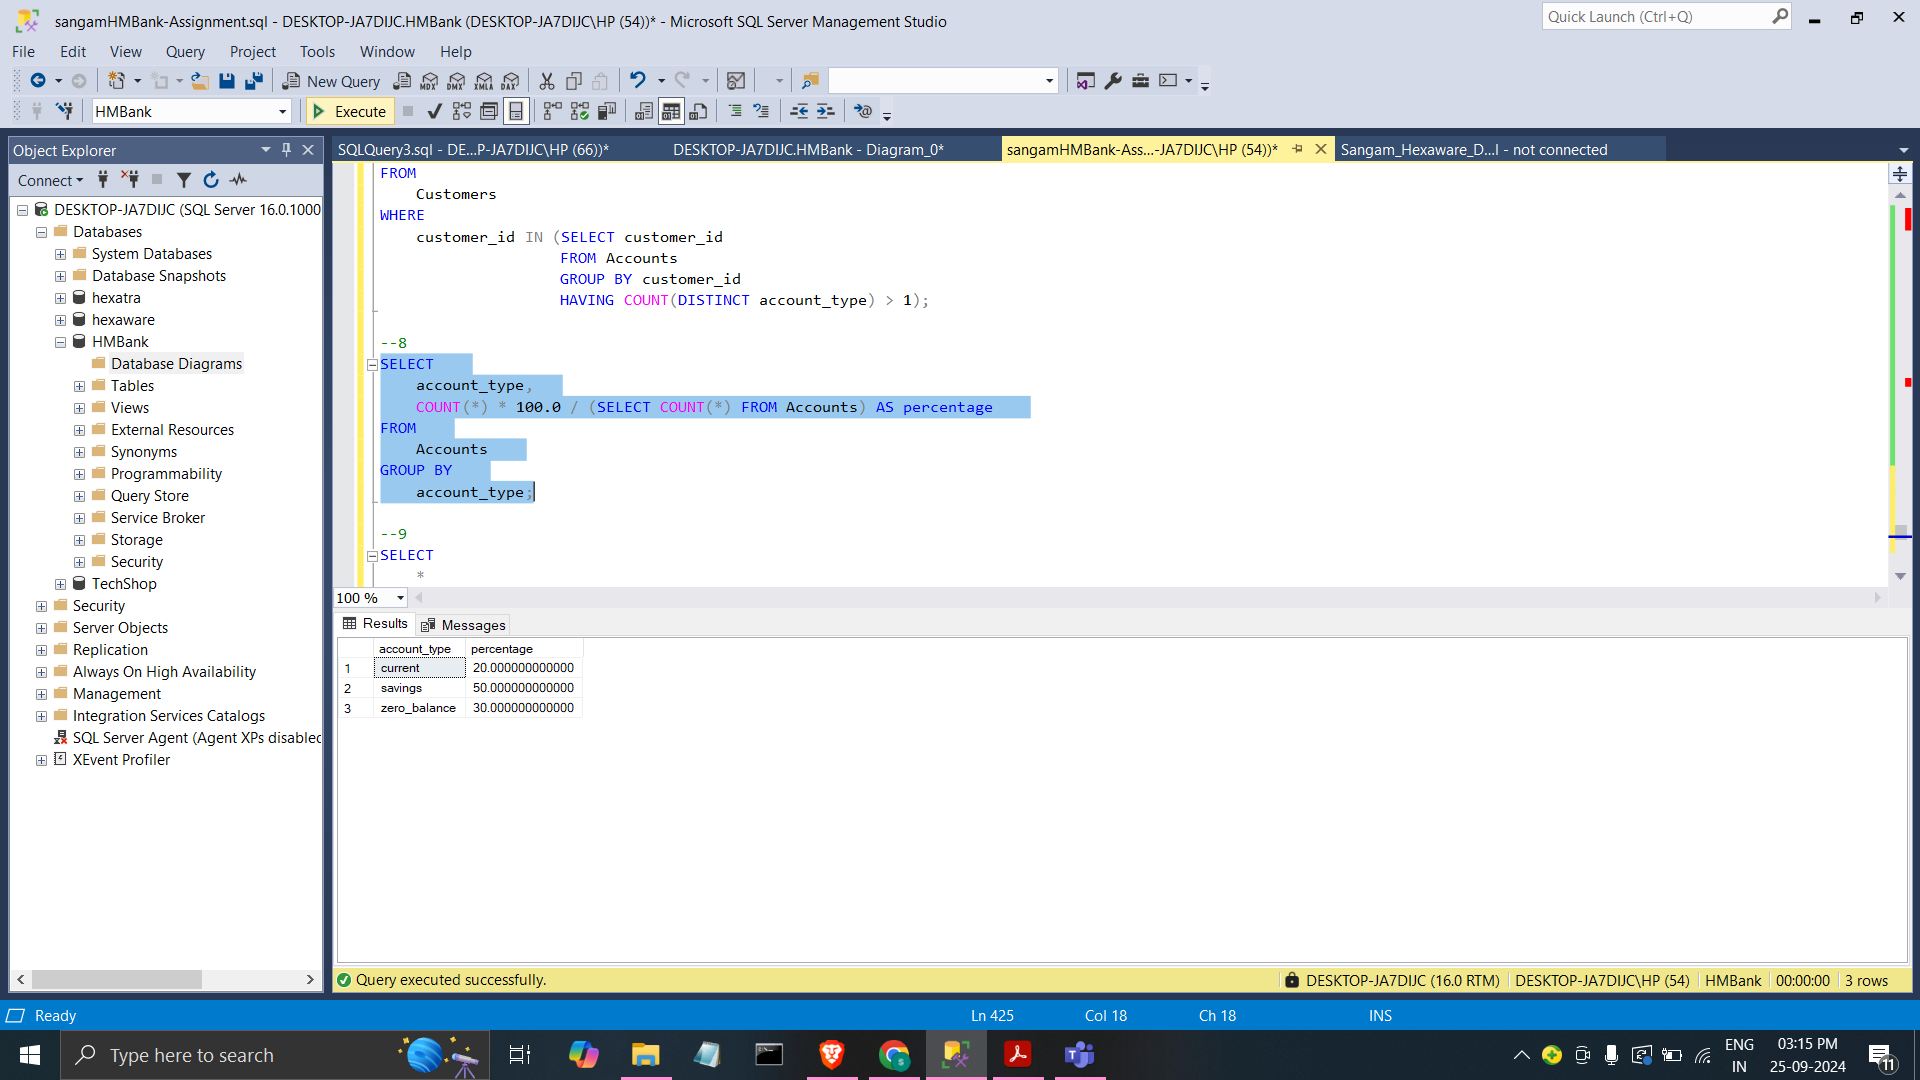 sangamHMBank-Assignment.sql - DESKTOP-JA7DIJC.HMBank (DESKTOP-JA7DIJC\HP (54))* - Microsoft SQL Server Management Studio
Quick Launch (Ctrl+Q)
File Edit View Query Project Tools Window Help
New Query
MDX DMX XMLA DAX
HMBank
Execute
Object Explorer
SQLQuery3.sql - DE...P-JA7DIJC\HP (66))*
DESKTOP-JA7DIJC.HMBank - Diagram_0*
sangamHMBank-Ass...-JA7DIJC\HP (54))*
Sangam_Hexaware_D...l - not connected
Connect
DESKTOP-JA7DIJC (SQL Server 16.0.1000
Databases
System Databases
Database Snapshots
hexatra
hexaware
HMBank
Database Diagrams
Tables
Views
External Resources
Synonyms
Programmability
Query Store
Service Broker
Storage
Security
TechShop
Security
Server Objects
Replication
Always On High Availability
Management
Integration Services Catalogs
SQL Server Agent (Agent XPs disabled
XEvent Profiler
FROM
Customers
WHERE
customer_id IN (SELECT customer_id
FROM Accounts
GROUP BY customer_id
HAVING COUNT(DISTINCT account_type) > 1);
--8
SELECT
account_type,
COUNT(*) * 100.0 / (SELECT COUNT(*) FROM Accounts) AS percentage
FROM
Accounts
GROUP BY
account_type;
--9
SELECT
*
100 %
Results Messages
account_type percentage
1 current 20.000000000000
2 savings 50.000000000000
3 zero_balance 30.000000000000
Query executed successfully.
DESKTOP-JA7DIJC (16.0 RTM) DESKTOP-JA7DIJC\HP (54) HMBank 00:00:00 3 rows
Ready
Ln 425 Col 18 Ch 18 INS
Type here to search
ENG
IN
03:15 PM
25-09-2024
11